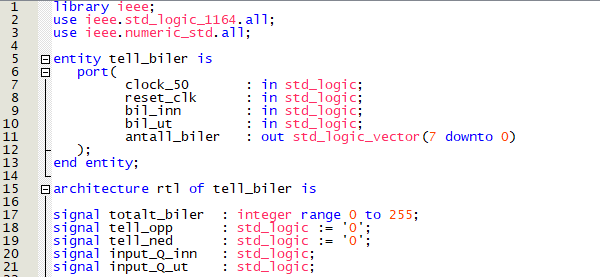 1 library ieee;
2 use ieee.std_logic_1164.all;
3 use ieee.numeric_std.all;
4
5 entity tell_biler is
6 port(
7 clock_50 : in std_logic;
8 reset_clk : in std_logic;
9 bil_inn : in std_logic;
10 bil_ut : in std_logic;
11 antall_biler : out std_logic_vector(7 downto 0)
12 );
13 end entity;
14
15 architecture rtl of tell_biler is
16
17 signal totalt_biler : integer range 0 to 255;
18 signal tell_opp : std_logic := '0';
19 signal tell_ned : std_logic := '0';
20 signal input_Q_inn : std_logic;
21 signal input_Q_ut : std_logic;